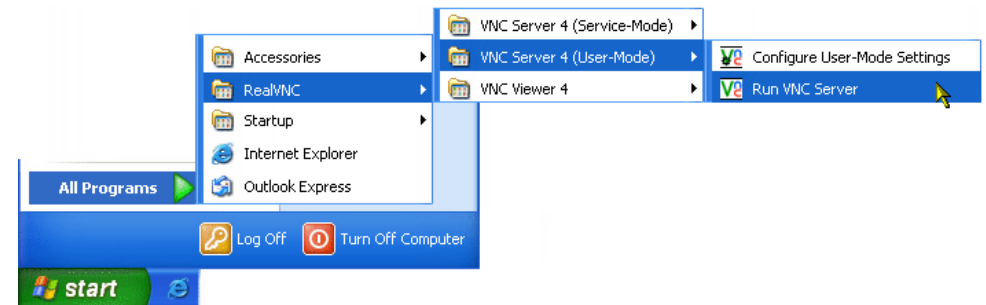 VNC Server 4 (Service-Mode)
Accessories
VNC Server 4 (User-Mode)
Configure User-Mode Settings
RealVNC
VNC Viewer 4
Run VNC Server
Startup
Internet Explorer
All Programs
Outlook Express
Log Off
Turn Off Computer
start